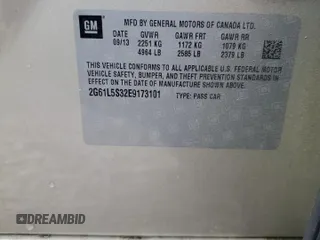 GM
MFD BY GENERAL MOTORS OF CANADA LTD.
DATE GVWR GAWR FRT GAWR RR
09/13 2251 KG 1172 KG 1079 KG
4964 LB 2585 LB 2379 LB
THIS VEHICLE CONFORMS TO ALL APPLICABLE U.S. FEDERAL MOTOR
VEHICLE SAFETY, BUMPER, AND THEFT PREVENTION STANDARDS
IN EFFECT ON THE DATE OF MANUFACTURE SHOWN ABOVE.
2G61L5S32E9173101 TYPE: PASS CAR
DREAMBID